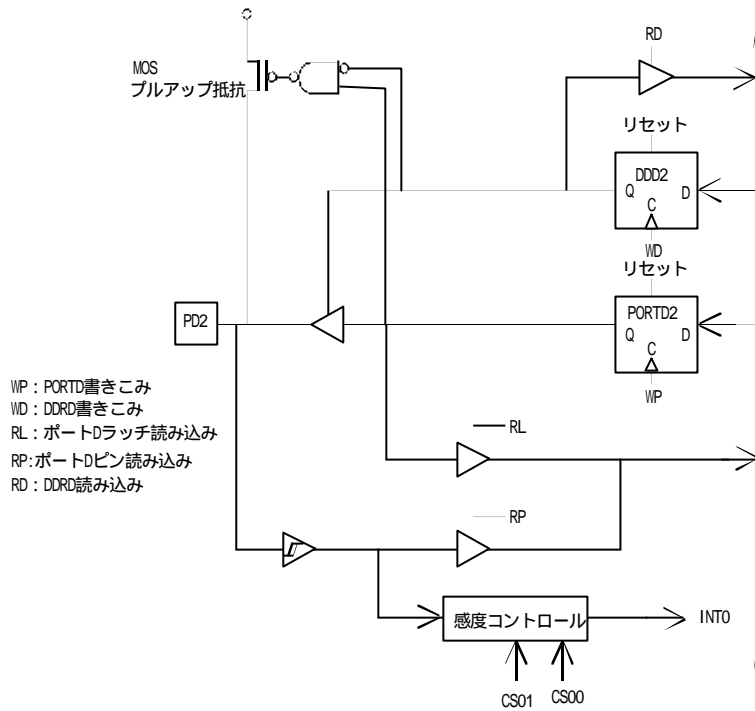 RD
MOS
プルアップ抵抗
リセット
DDD2
Q
D
C
WD
リセット
PORTD2
Q
D
C
WP
PD2
WP：PORTD書きこみ
WD：DDRD書きこみ
RL：ポートDラッチ読み込み
RP:ポートDピン読み込み
RD：DDRD読み込み
RL
RP
感度コントロール
INT0
CS01
CS00